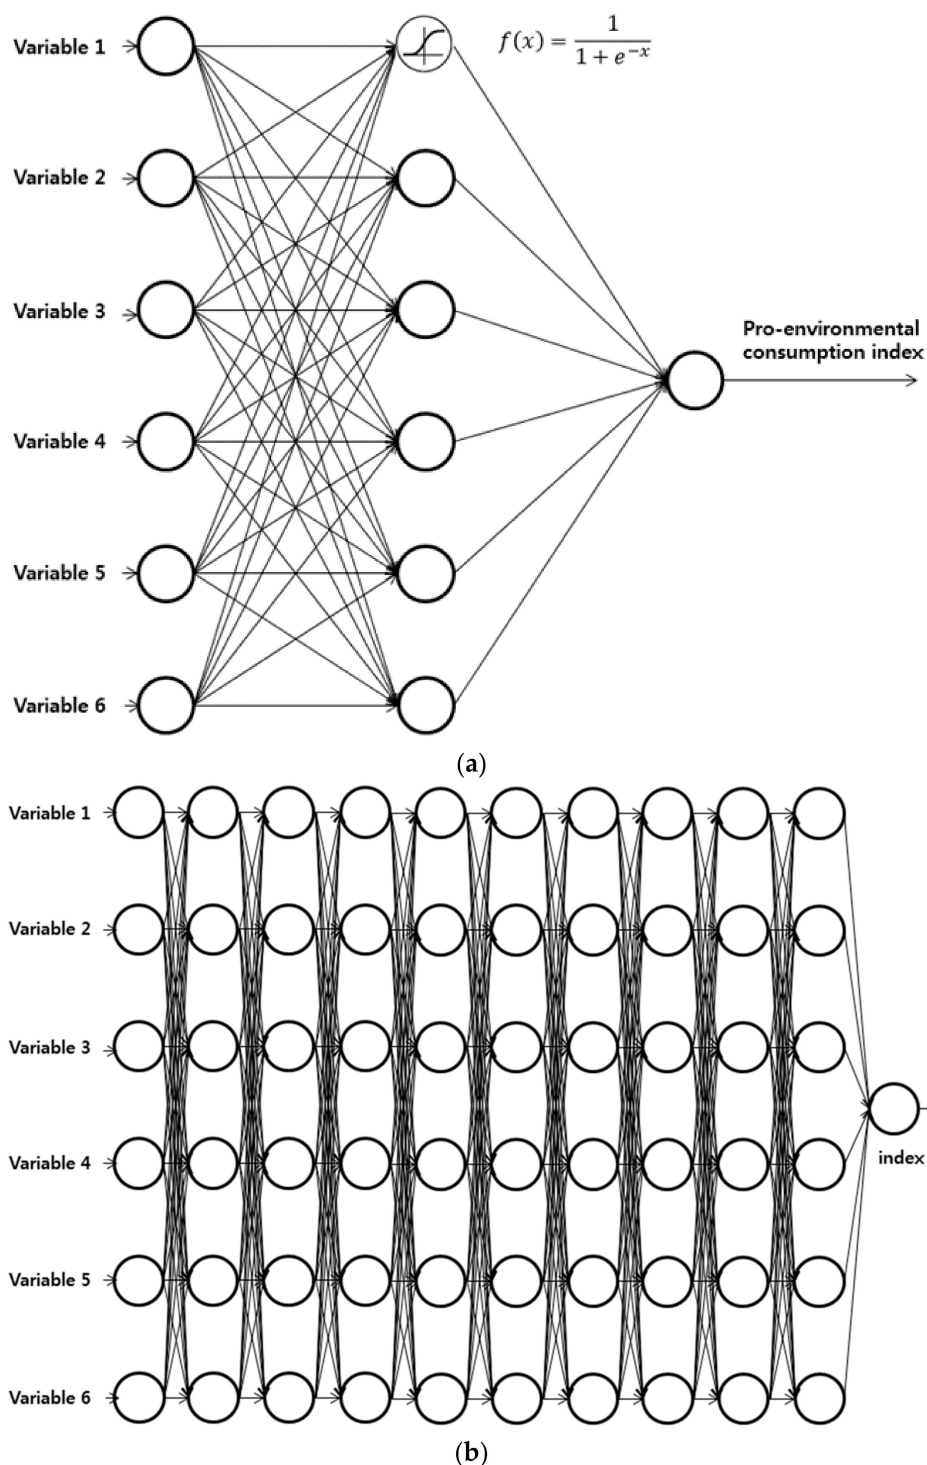 Variable 1
f(x) = 1 / (1 + e^{-x})
Variable 2
Variable 3
Pro-environmental
consumption index
Variable 4
Variable 5
Variable 6
(a)
Variable 1
Variable 2
Variable 3
Variable 4
index
Variable 5
Variable 6
(b)